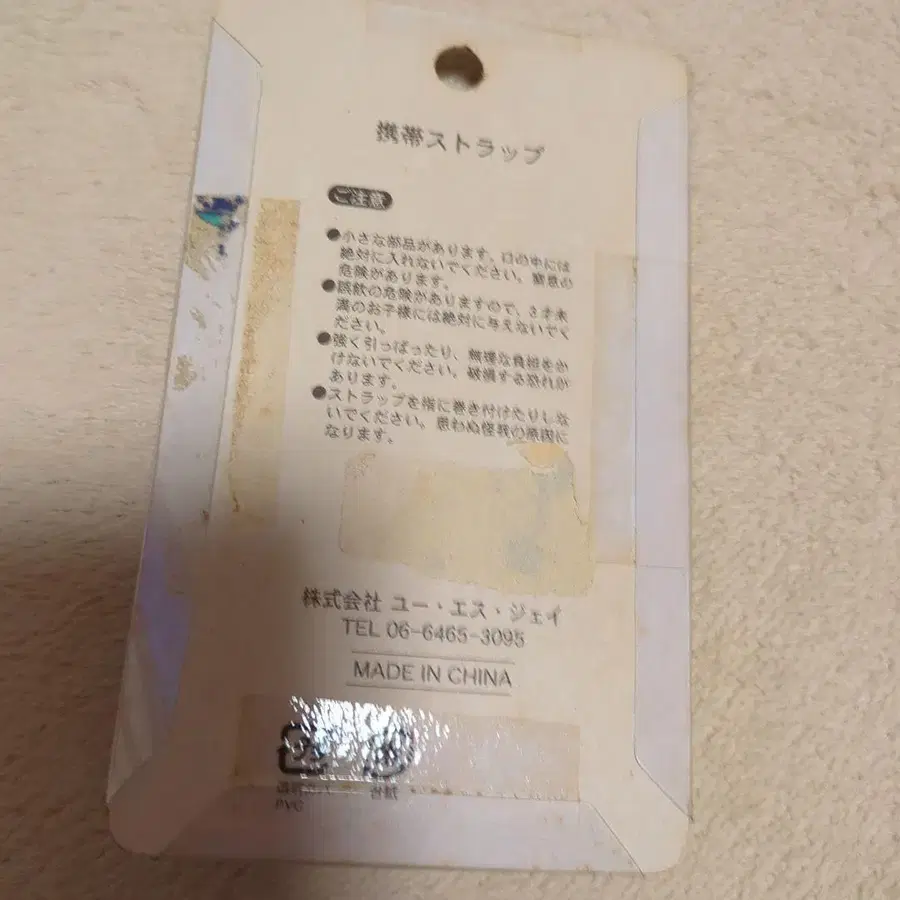 携帯ストラップ
ご注意
●小さな部品があります。口の中には
絶対に入れないでください。窒息の
危険があります。
●誤飲の危険がありますので、3才未
満のお子様には絶対に与えないでく
ださい。
●強く引っぱったり、無理な負担をか
けないでください。破損する恐れが
あります。
●ストラップを指に巻き付けたりしな
いでください。思わぬ怪我の原因に
なります。
株式会社 ユー・エス・ジェイ
TEL 06-6465-3095
MADE IN CHINA
台紙
PVC